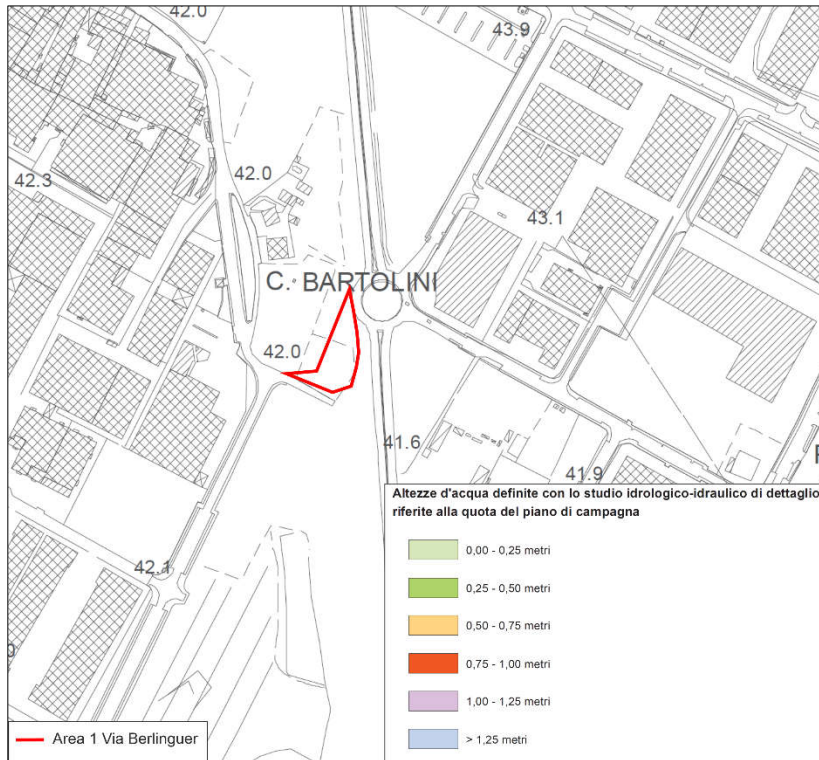 42.0
43.9
42.3
42.0
43.1
C. BARTOLINI
42.0
41.6
41.9
Altezze d'acqua definite con lo studio idrologico-idraulico di dettaglio
riferite alla quota del piano di campagna
0,00 - 0,25 metri
42.1
0,25 - 0,50 metri
0,50 - 0,75 metri
0,75 - 1,00 metri
1,00 - 1,25 metri
Area 1 Via Berlinguer
> 1,25 metri